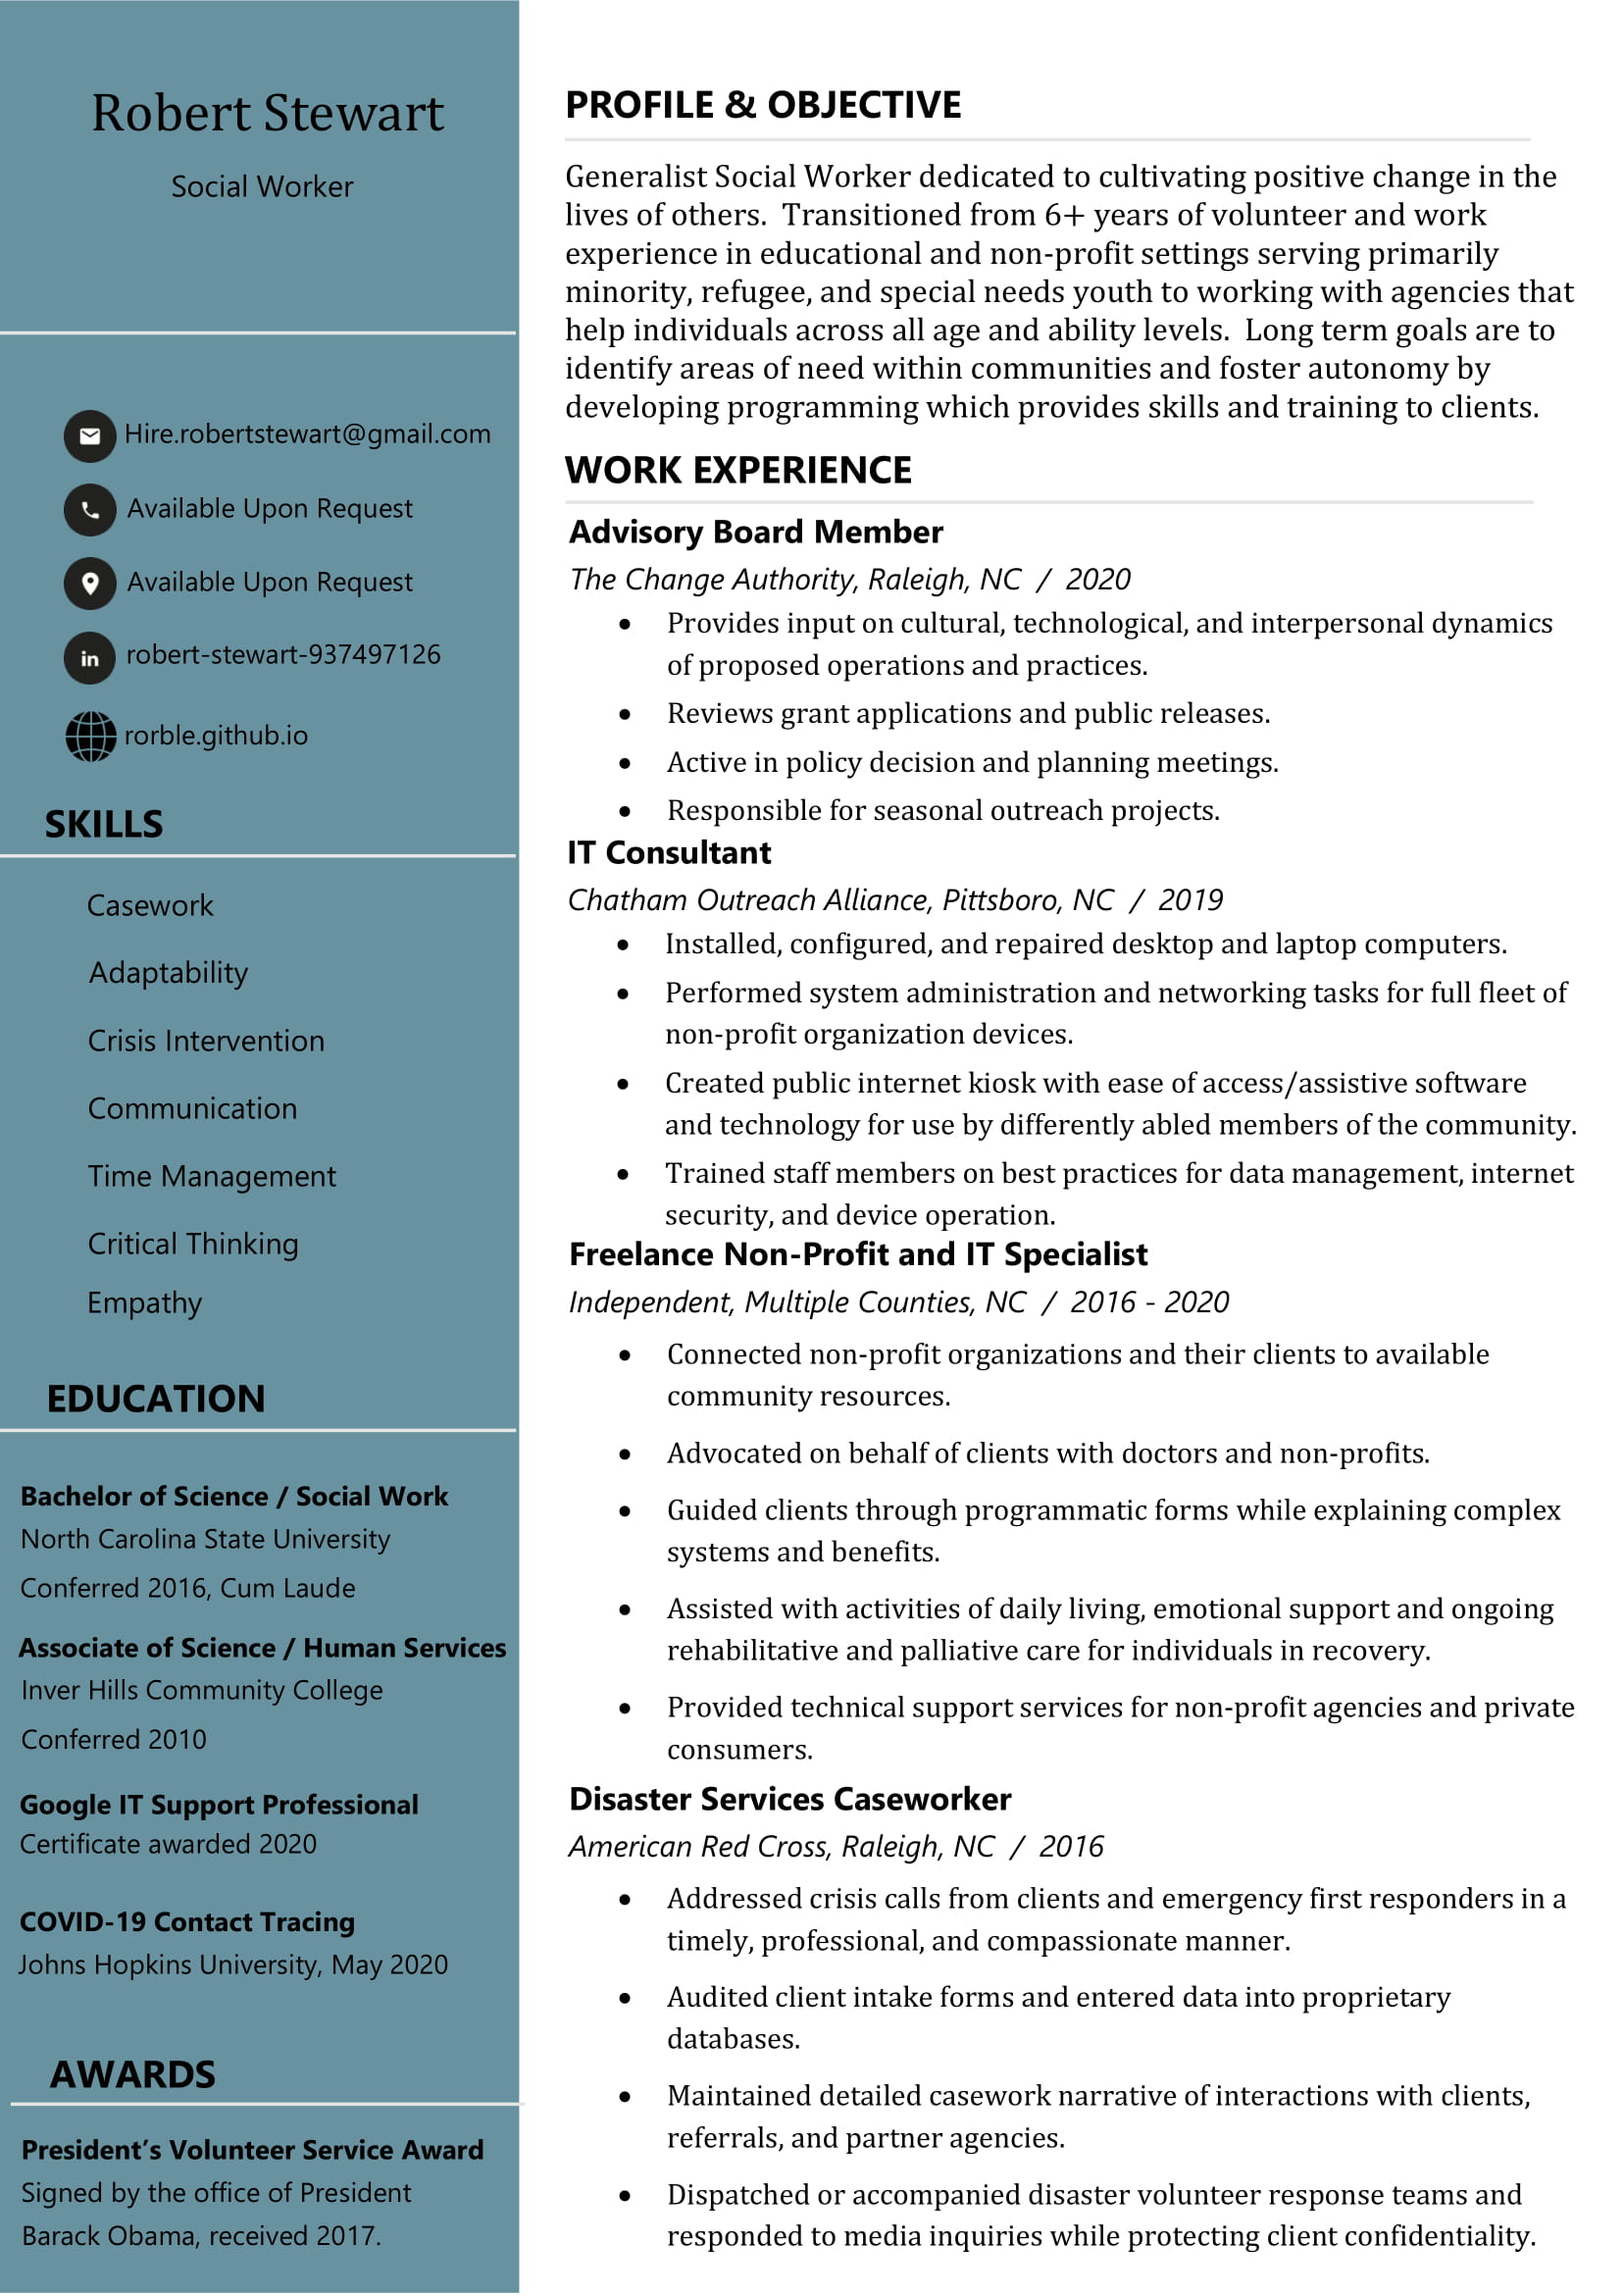 Robert Stewart
Social Worker
Hire.robertstewart@gmail.com
Available Upon Request
Available Upon Request
in robert-stewart-937497126
rorble.github.io
SKILLS
Casework
Adaptability
Crisis Intervention
Communication
Time Management
Critical Thinking
Empathy
EDUCATION
Bachelor of Science / Social Work
North Carolina State University
Conferred 2016, Cum Laude
Associate of Science / Human Services
Inver Hills Community College
Conferred 2010
Google IT Support Professional
Certificate awarded 2020
COVID-19 Contact Tracing
Johns Hopkins University, May 2020
AWARDS
President’s Volunteer Service Award
Signed by the office of President
Barack Obama, received 2017.
PROFILE & OBJECTIVE
Generalist Social Worker dedicated to cultivating positive change in the
lives of others.  Transitioned from 6+ years of volunteer and work
experience in educational and non-profit settings serving primarily
minority, refugee, and special needs youth to working with agencies that
help individuals across all age and ability levels.  Long term goals are to
identify areas of need within communities and foster autonomy by
developing programming which provides skills and training to clients.
WORK EXPERIENCE
Advisory Board Member
The Change Authority, Raleigh, NC / 2020
• Provides input on cultural, technological, and interpersonal dynamics
of proposed operations and practices.
• Reviews grant applications and public releases.
• Active in policy decision and planning meetings.
• Responsible for seasonal outreach projects.
IT Consultant
Chatham Outreach Alliance, Pittsboro, NC / 2019
• Installed, configured, and repaired desktop and laptop computers.
• Performed system administration and networking tasks for full fleet of
non-profit organization devices.
• Created public internet kiosk with ease of access/assistive software
and technology for use by differently abled members of the community.
• Trained staff members on best practices for data management, internet
security, and device operation.
Freelance Non-Profit and IT Specialist
Independent, Multiple Counties, NC / 2016 - 2020
• Connected non-profit organizations and their clients to available
community resources.
• Advocated on behalf of clients with doctors and non-profits.
• Guided clients through programmatic forms while explaining complex
systems and benefits.
• Assisted with activities of daily living, emotional support and ongoing
rehabilitative and palliative care for individuals in recovery.
• Provided technical support services for non-profit agencies and private
consumers.
Disaster Services Caseworker
American Red Cross, Raleigh, NC / 2016
• Addressed crisis calls from clients and emergency first responders in a
timely, professional, and compassionate manner.
• Audited client intake forms and entered data into proprietary
databases.
• Maintained detailed casework narrative of interactions with clients,
referrals, and partner agencies.
• Dispatched or accompanied disaster volunteer response teams and
responded to media inquiries while protecting client confidentiality.